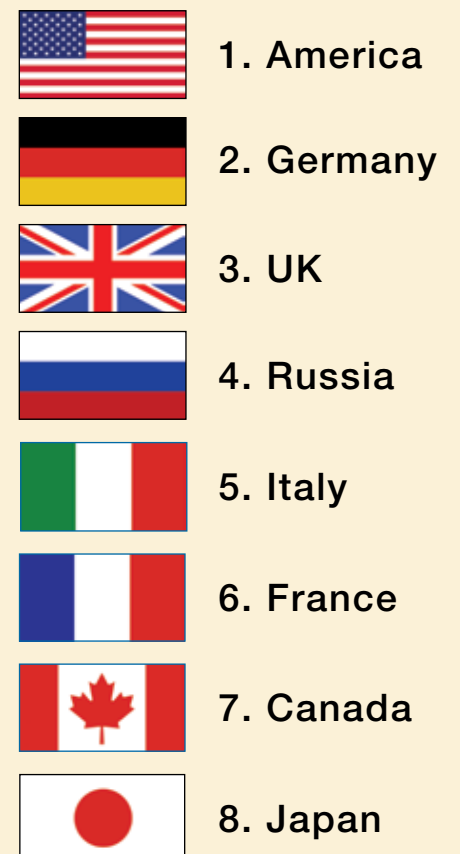 1. America
2. Germany
3. UK
4. Russia
5. Italy
6. France
7. Canada
8. Japan